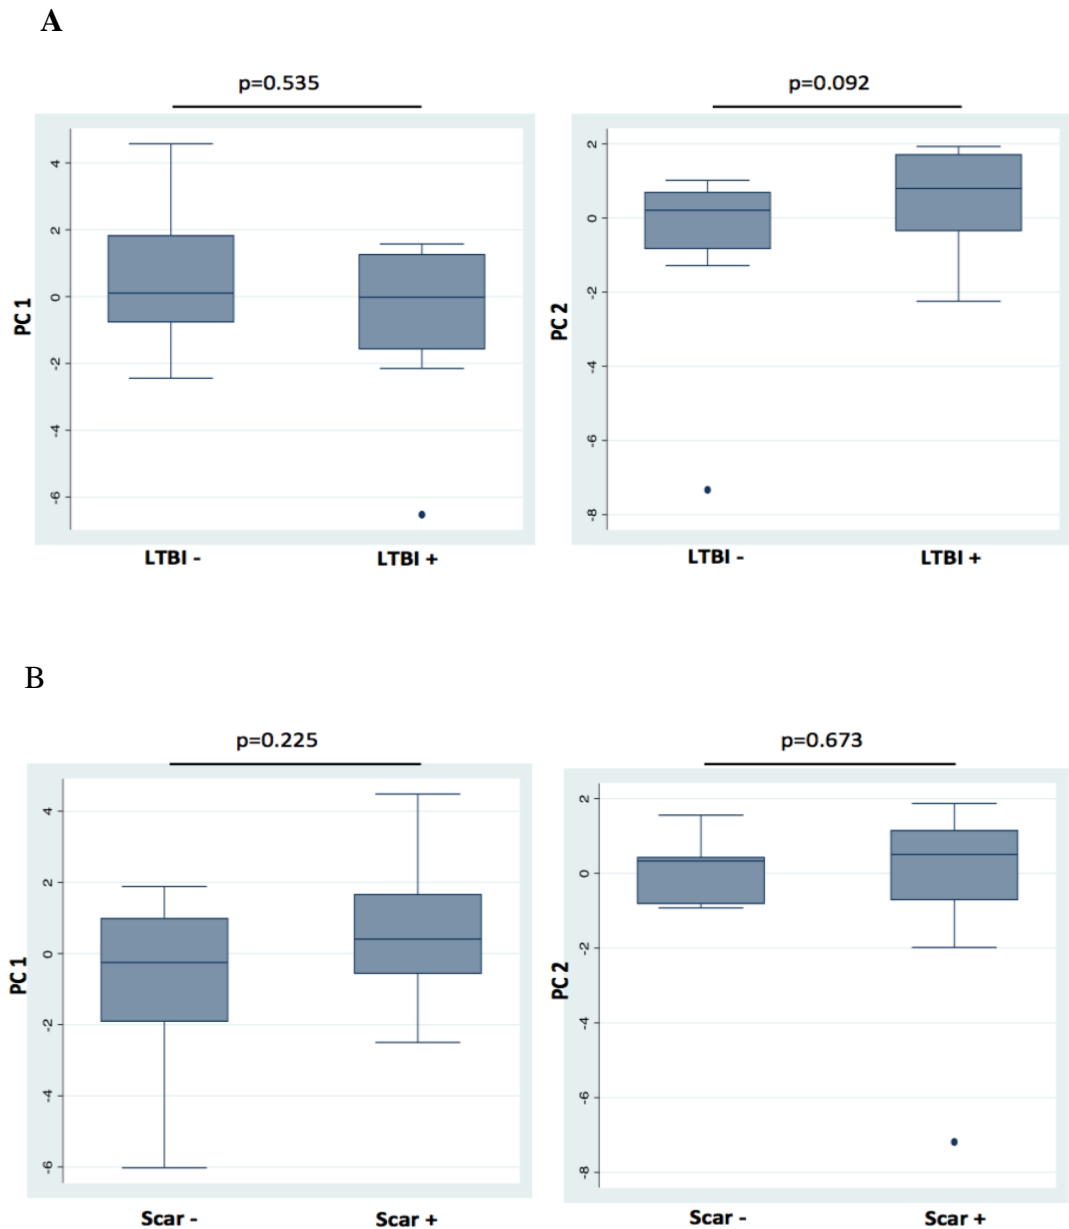 A
p=0.535
p=0.092
PC 1
4
2
0
-2
-4
-6
LTBI -
LTBI +
PC 2
2
0
-2
-4
-6
-8
LTBI -
LTBI +
B
p=0.225
p=0.673
PC 1
4
2
0
-2
-4
-6
Scar -
Scar +
PC 2
2
0
-2
-4
-6
-8
Scar -
Scar +